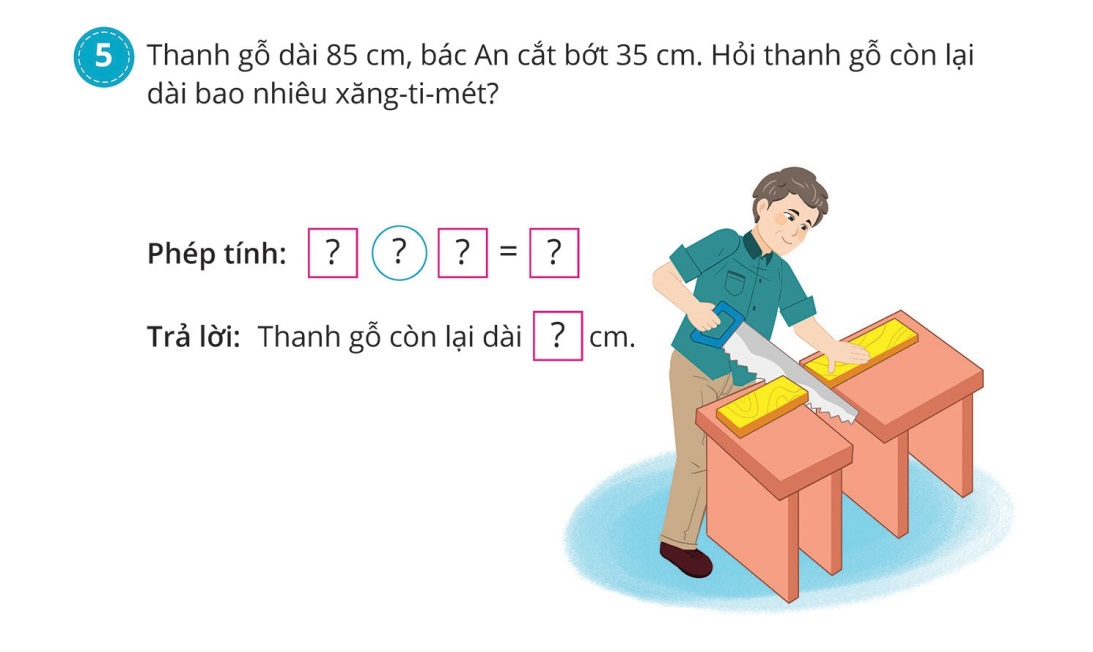 5 Thanh gỗ dài 85 cm, bác An cắt bớt 35 cm. Hỏi thanh gỗ còn lại
dài bao nhiêu xăng-ti-mét?
Phép tính: ? ? ? = ?
Trả lời: Thanh gỗ còn lại dài ? cm.